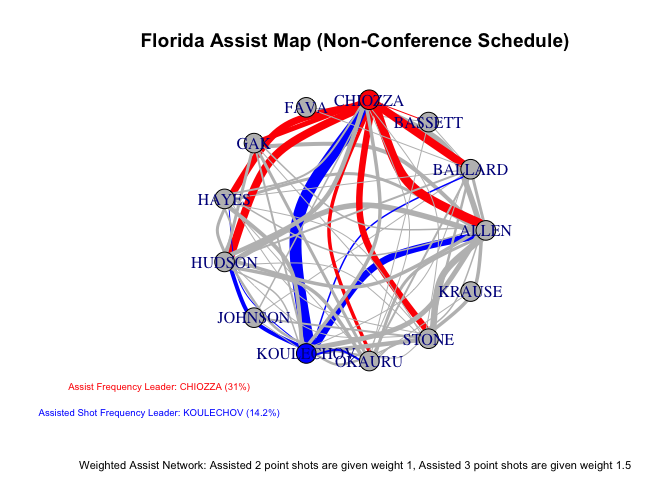 Florida Assist Map (Non-Conference Schedule)
CHIOZZA
FAVA
BASSETT
GAK
BALLARD
HAYES
ALLEN
HUDSON
KRAUSE
JOHNSON
STONE
KOULECHOV
OKAURU
Assist Frequency Leader: CHIOZZA (31%)
Assisted Shot Frequency Leader: KOULECHOV (14.2%)
Weighted Assist Network: Assisted 2 point shots are given weight 1, Assisted 3 point shots are given weight 1.5